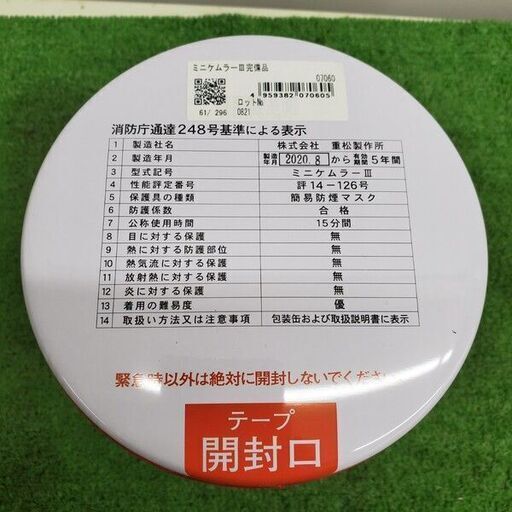 ミニケムラーⅢ完備品 07060
4 959382 070605
ロット№
61/ 296 0821
消防庁通達248号基準による表示
1 製造社名 株式会社 重松製作所
2 製造年月 製造年月 2020.8 から 有効期間 5年間
3 型式記号 ミニケムラーⅢ
4 性能評定番号 評14-126号
5 保護具の種類 簡易防煙マスク
6 防護係数 合格
7 公称使用時間 15分間
8 目に対する保護 無
9 熱に対する防護部位 無
10 熱気流に対する保護 無
11 放射熱に対する保護 無
12 炎に対する保護 無
13 着用の難易度 優
14 取扱い方法又は注意事項 包装缶および取扱説明書に表示
緊急時以外は絶対に開封しないでください
テープ
開封口